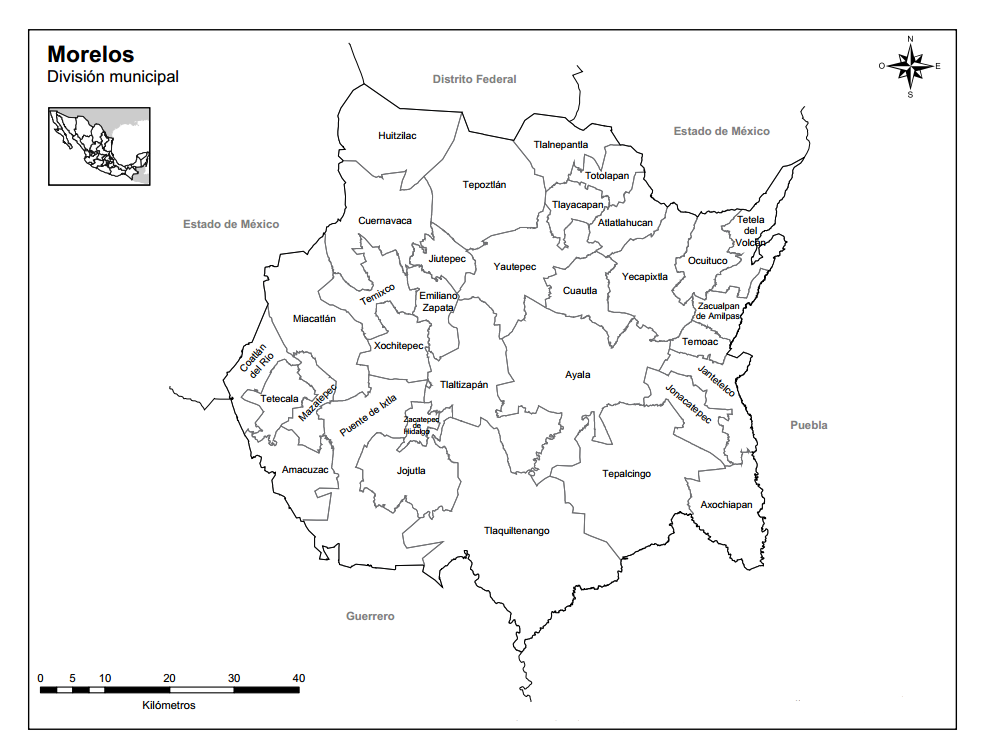 Morelos
División municipal
N
O
E
S
Distrito Federal
Estado de México
Estado de México
Huitzilac
Tlalnepantla
Tepoztlán
Totolapan
Tlayacapan
Cuernavaca
Atlatlahucan
Tetela
del
Volcán
Jiutepec
Yautepec
Ocuituco
Yecapixtla
Temixco
Emiliano
Zapata
Cuautla
Zacualpan
de Amilpas
Miacatlán
Xochitepec
Temoac
Coatlán
del Río
Tlaltizapán
Ayala
Jantetelco
Tetecala
Mazatepec
Puente de Ixtla
Jonacatepec
Zacatepec
de
Hidalgo
Puebla
Amacuzac
Jojutla
Tepalcingo
Axochiapan
Tlaquiltenango
Guerrero
0 5 10 20 30 40
Kilómetros